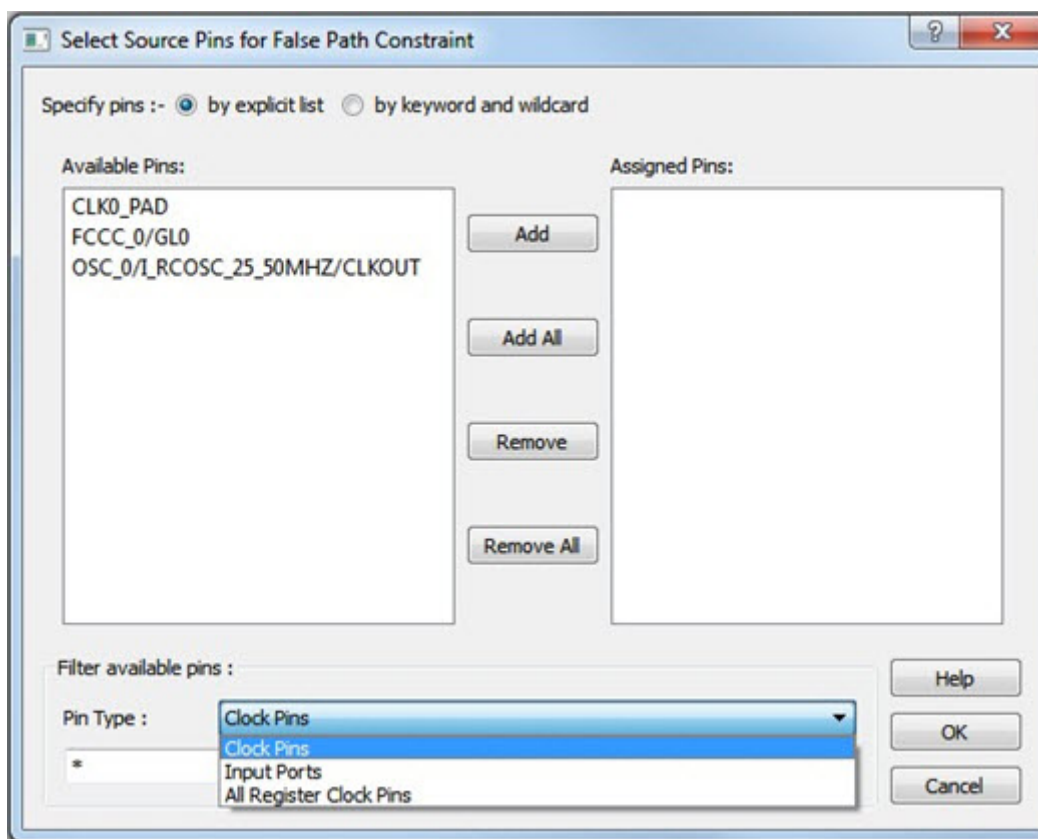 Select Source Pins for False Path Constraint
Specify pins :- by explicit list by keyword and wildcard
Available Pins:
Assigned Pins:
CLK0_PAD
FCCC_0/GL0
OSC_0/I_RCOSC_25_50MHZ/CLKOUT
Add
Add All
Remove
Remove All
Filter available pins :
Pin Type :
Clock Pins
Clock Pins
Input Ports
All Register Clock Pins
*
Help
OK
Cancel